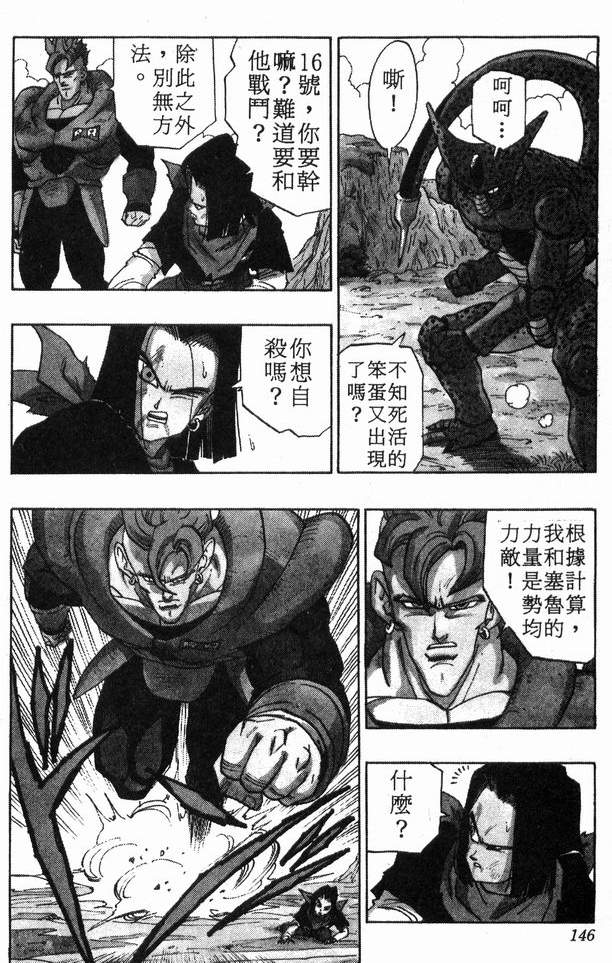 嘶！
呵呵…
不知死活的
笨蛋又出現
了嗎？
16號，你要幹
嘛？難道要和
他戰鬥？
除此之外
，別無方
法。
你想自
殺嗎？
根據計算，
我和塞魯的
力量是勢均
力敵！
什麼？
146